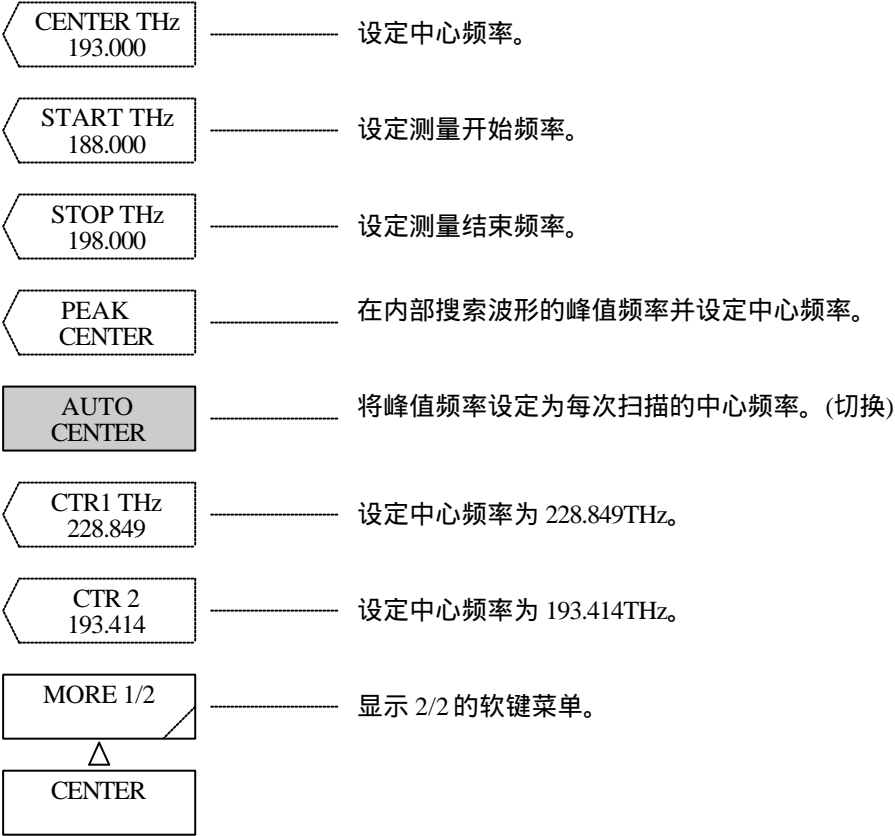 CENTER THz
193.000
设定中心频率。
START THz
188.000
设定测量开始频率。
STOP THz
198.000
设定测量结束频率。
PEAK
CENTER
在内部搜索波形的峰值频率并设定中心频率。
AUTO
CENTER
将峰值频率设定为每次扫描的中心频率。(切换)
CTR1 THz
228.849
设定中心频率为 228.849THz。
CTR 2
193.414
设定中心频率为 193.414THz。
MORE 1/2
显示 2/2 的软键菜单。
CENTER